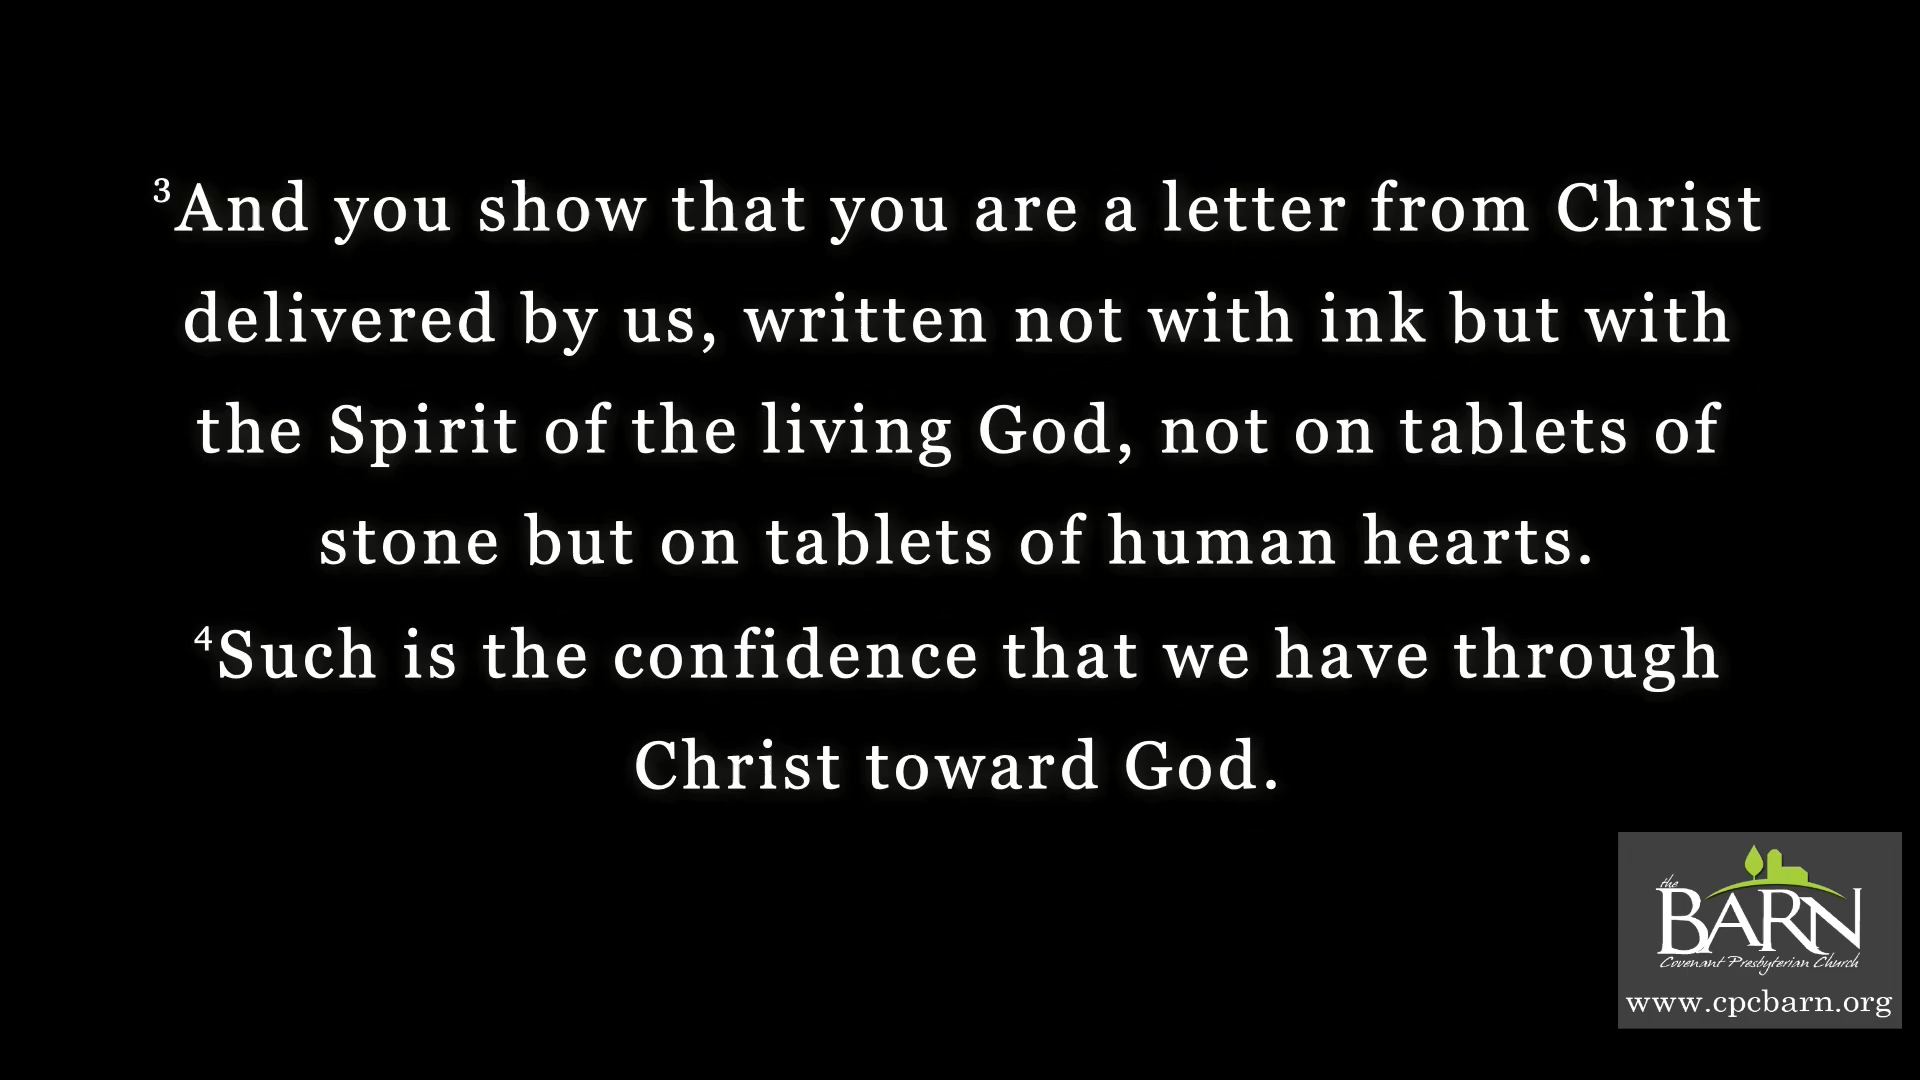 ³And you show that you are a letter from Christ
delivered by us, written not with ink but with
the Spirit of the living God, not on tablets of
stone but on tablets of human hearts.
⁴Such is the confidence that we have through
Christ toward God.
the
BARN
Covenant Presbyterian Church
www.cpcbarn.org